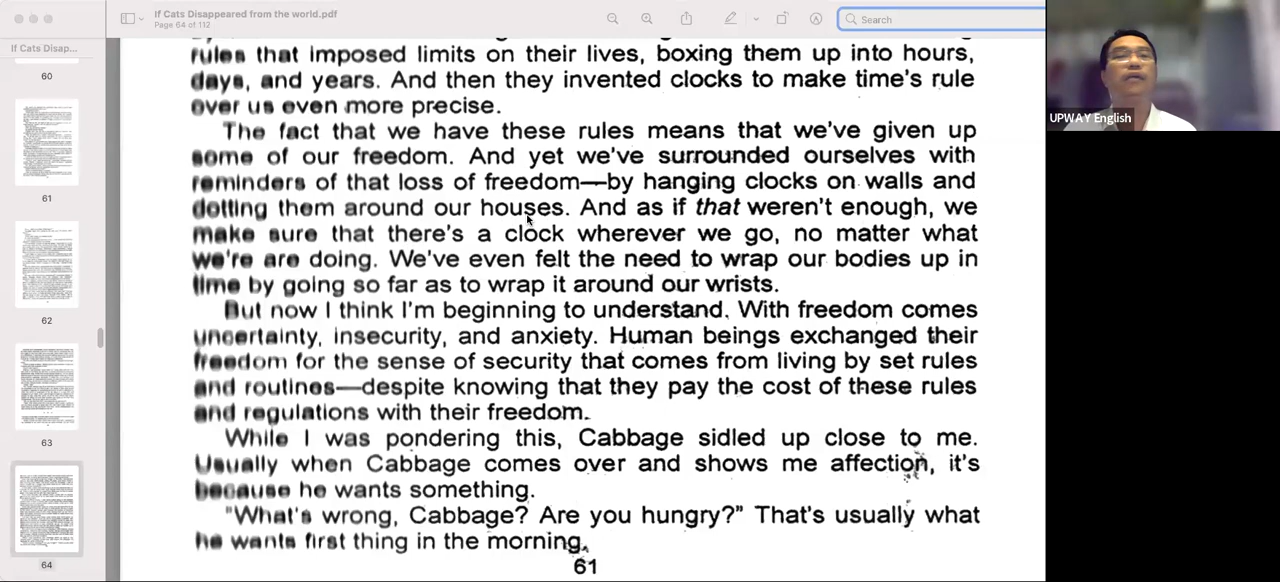 If Cats Disappeared from the world.pdf
Page 64 of 112
Search
If Cats Disap...
60
61
62
63
64
rules that imposed limits on their lives, boxing them up into hours,
days, and years. And then they invented clocks to make time's rule
over us even more precise.
The fact that we have these rules means that we've given up
some of our freedom. And yet we've surrounded ourselves with
reminders of that loss of freedom—by hanging clocks on walls and
dotting them around our houses. And as if that weren't enough, we
make sure that there's a clock wherever we go, no matter what
we're are doing. We've even felt the need to wrap our bodies up in
time by going so far as to wrap it around our wrists.
But now I think I'm beginning to understand. With freedom comes
uncertainty, insecurity, and anxiety. Human beings exchanged their
freedom for the sense of security that comes from living by set rules
and routines—despite knowing that they pay the cost of these rules
and regulations with their freedom.
While I was pondering this, Cabbage sidled up close to me.
Usually when Cabbage comes over and shows me affection, it's
because he wants something.
"What's wrong, Cabbage? Are you hungry?" That's usually what
he wants first thing in the morning.
61
UPWAY English